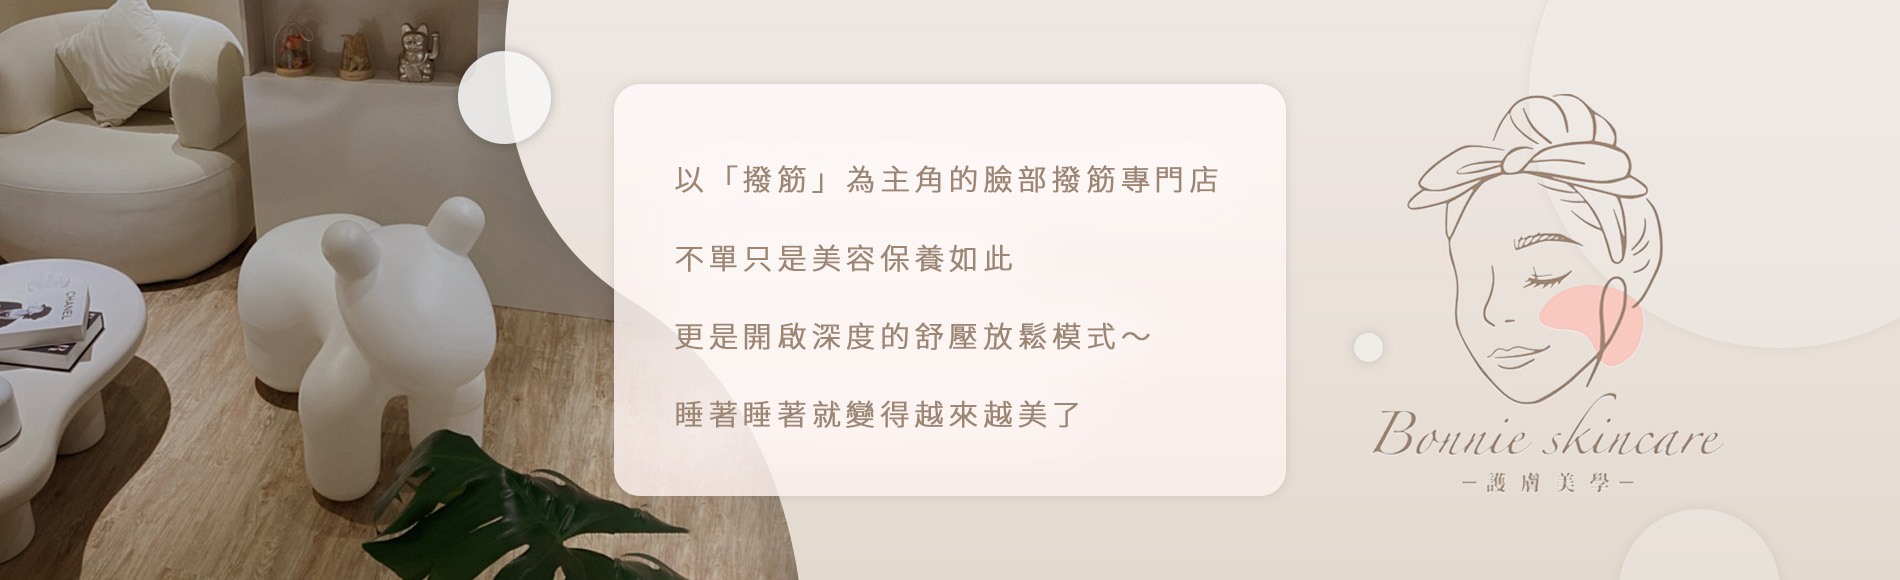 以「撥筋」為主角的臉部撥筋專門店
不單只是美容保養如此
更是開啟深度的舒壓放鬆模式～
睡著睡著就變得越來越美了
Bonnie skincare
－護膚美學－
CHANEL